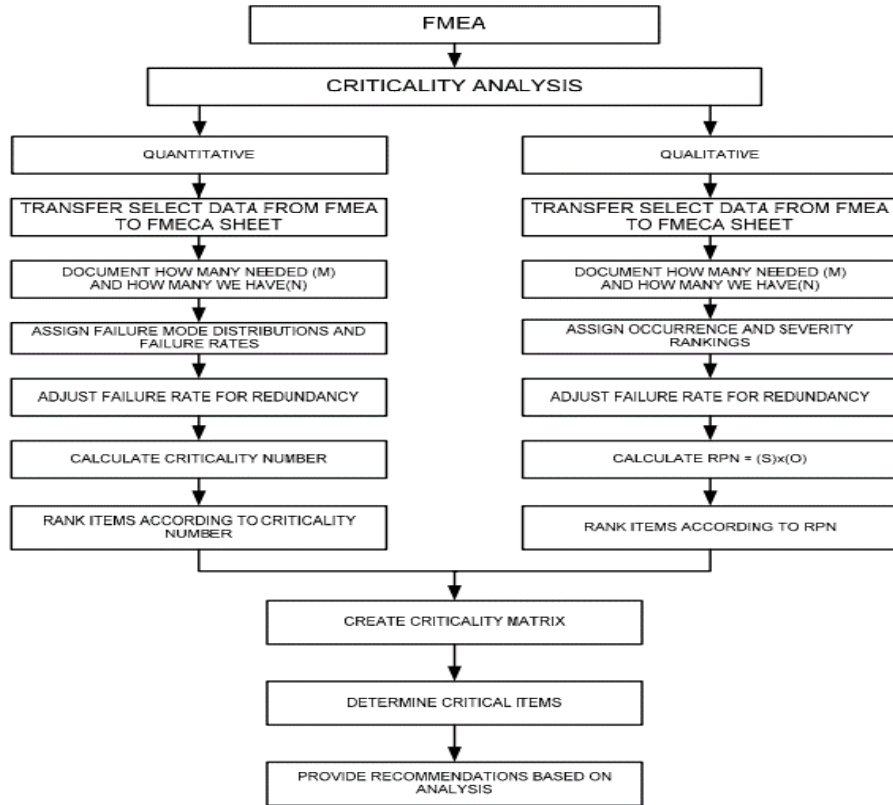 FMEA
CRITICALITY ANALYSIS
QUANTITATIVE
TRANSFER SELECT DATA FROM FMEA
TO FMECA SHEET
DOCUMENT HOW MANY NEEDED (M)
AND HOW MANY WE HAVE(N)
ASSIGN FAILURE MODE DISTRIBUTIONS AND
FAILURE RATES
ADJUST FAILURE RATE FOR REDUNDANCY
CALCULATE CRITICALITY NUMBER
RANK ITEMS ACCORDING TO CRITICALITY
NUMBER
QUALITATIVE
TRANSFER SELECT DATA FROM FMEA
TO FMECA SHEET
DOCUMENT HOW MANY NEEDED (M)
AND HOW MANY WE HAVE(N)
ASSIGN OCCURRENCE AND SEVERITY
RANKINGS
ADJUST FAILURE RATE FOR REDUNDANCY
CALCULATE RPN = (S)x(O)
RANK ITEMS ACCORDING TO RPN
CREATE CRITICALITY MATRIX
DETERMINE CRITICAL ITEMS
PROVIDE RECOMMENDATIONS BASED ON
ANALYSIS